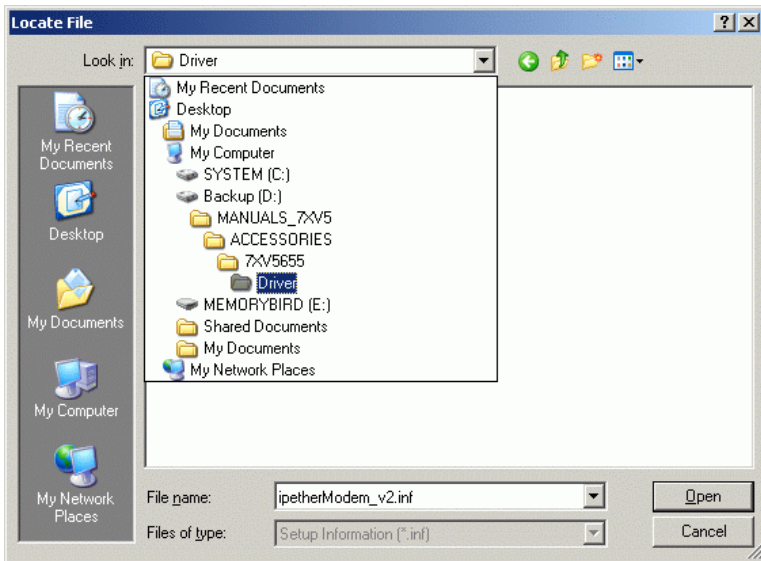 Locate File
Look in:
Driver
My Recent Documents
Desktop
My Documents
My Computer
SYSTEM (C:)
Backup (D:)
MANUALS_7XV5
ACCESSORIES
7XV5655
Driver
MEMORYBIRD (E:)
Shared Documents
My Documents
My Network Places
My Recent
Documents
Desktop
My Documents
My Computer
My Network
Places
File name:
ipetherModem_v2.inf
Open
Files of type:
Setup Information (*.inf)
Cancel